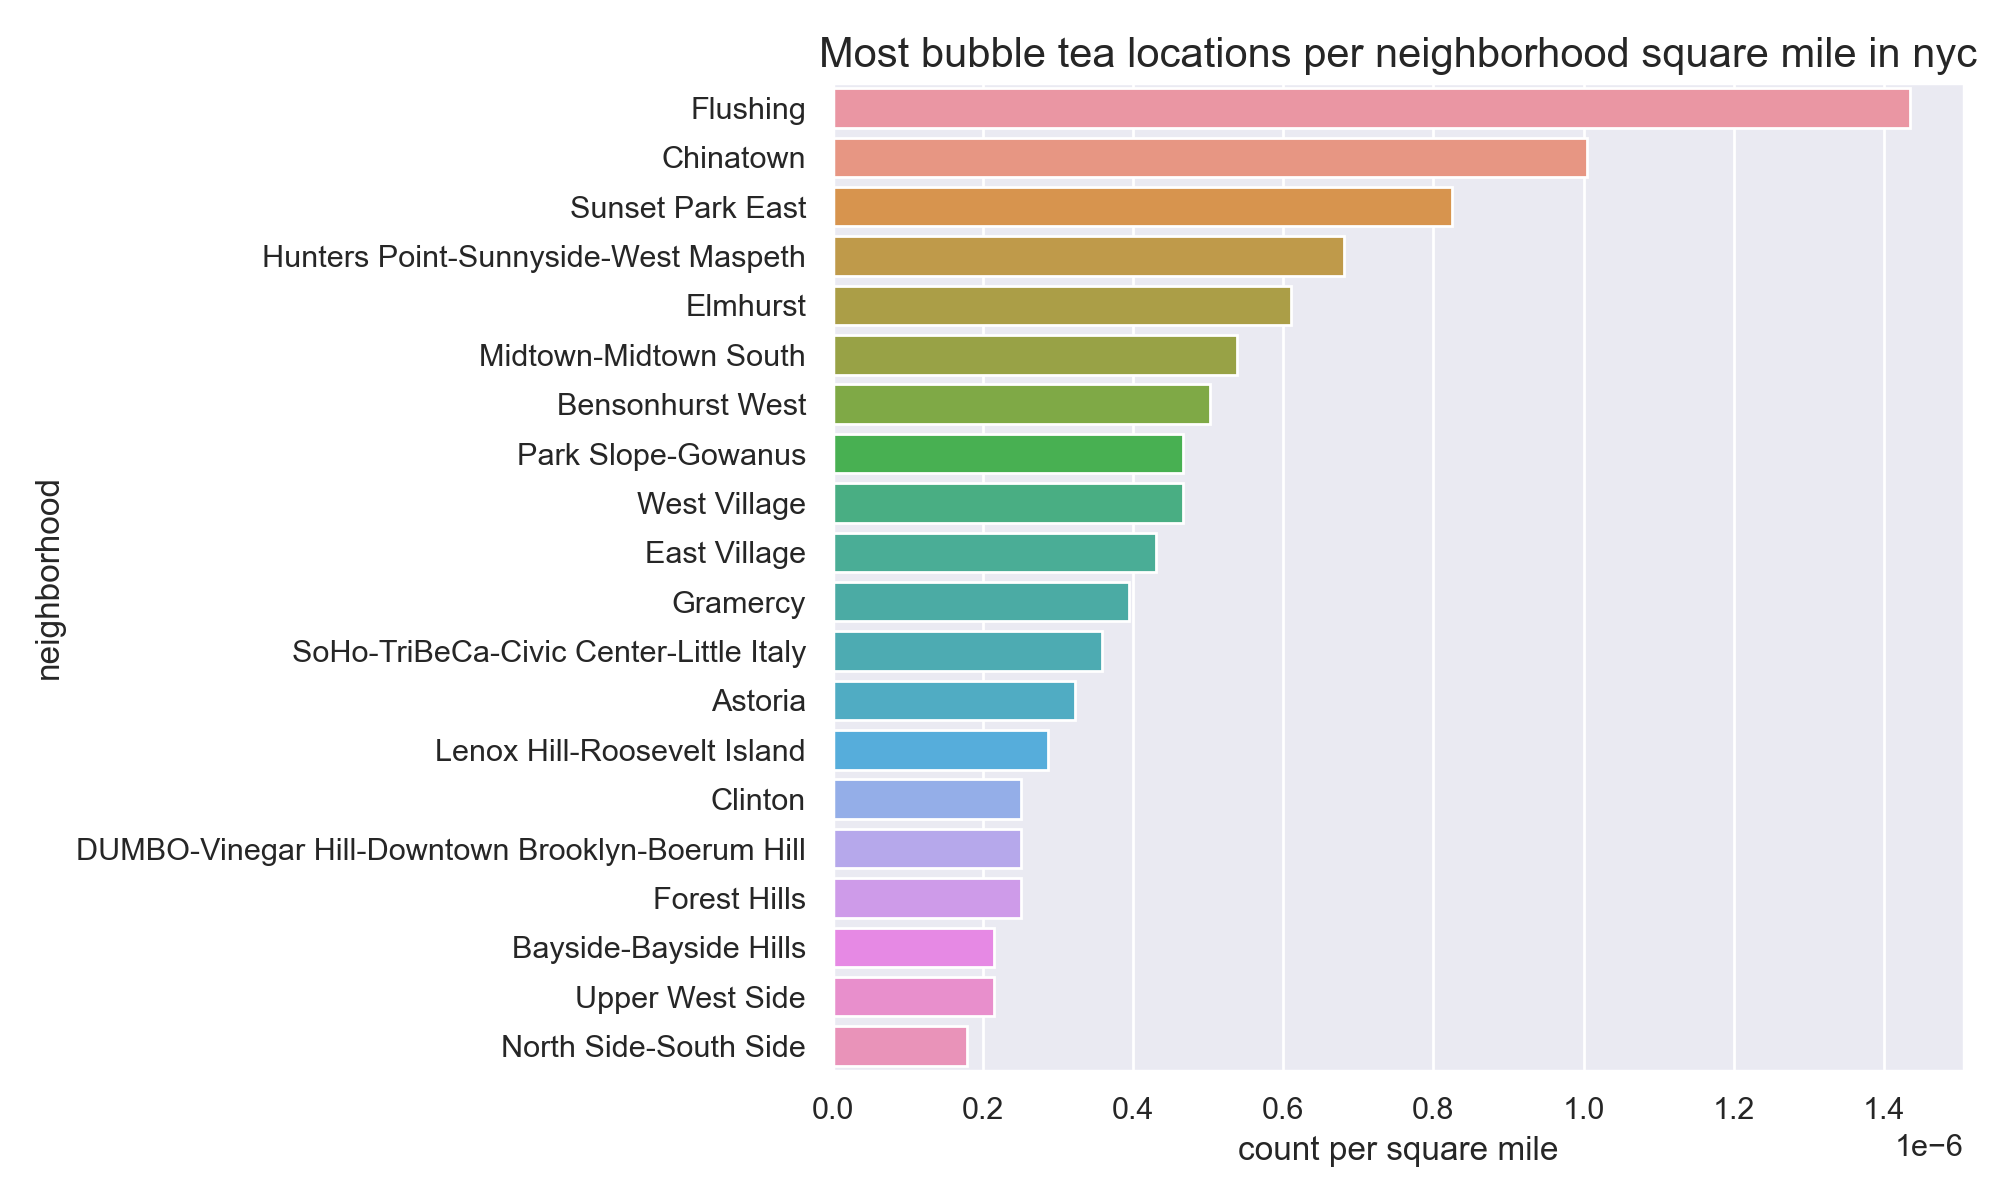 Most bubble tea locations per neighborhood square mile in nyc
neighborhood
Flushing
Chinatown
Sunset Park East
Hunters Point-Sunnyside-West Maspeth
Elmhurst
Midtown-Midtown South
Bensonhurst West
Park Slope-Gowanus
West Village
East Village
Gramercy
SoHo-TriBeCa-Civic Center-Little Italy
Astoria
Lenox Hill-Roosevelt Island
Clinton
DUMBO-Vinegar Hill-Downtown Brooklyn-Boerum Hill
Forest Hills
Bayside-Bayside Hills
Upper West Side
North Side-South Side
0.0 0.2 0.4 0.6 0.8 1.0 1.2 1.4
count per square mile
1e−6